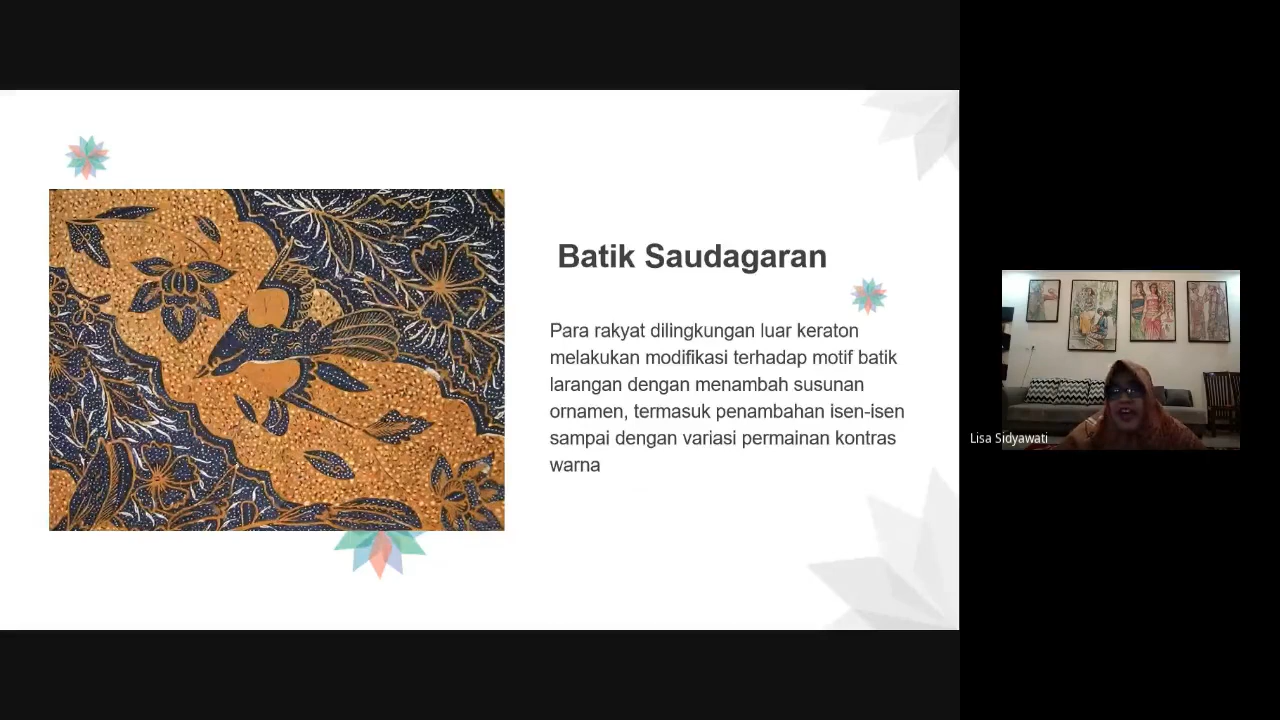 Batik Saudagaran
Para rakyat dilingkungan luar keraton
melakukan modifikasi terhadap motif batik
larangan dengan menambah susunan
ornamen, termasuk penambahan isen-isen
sampai dengan variasi permainan kontras
warna
Lisa Sidyawati